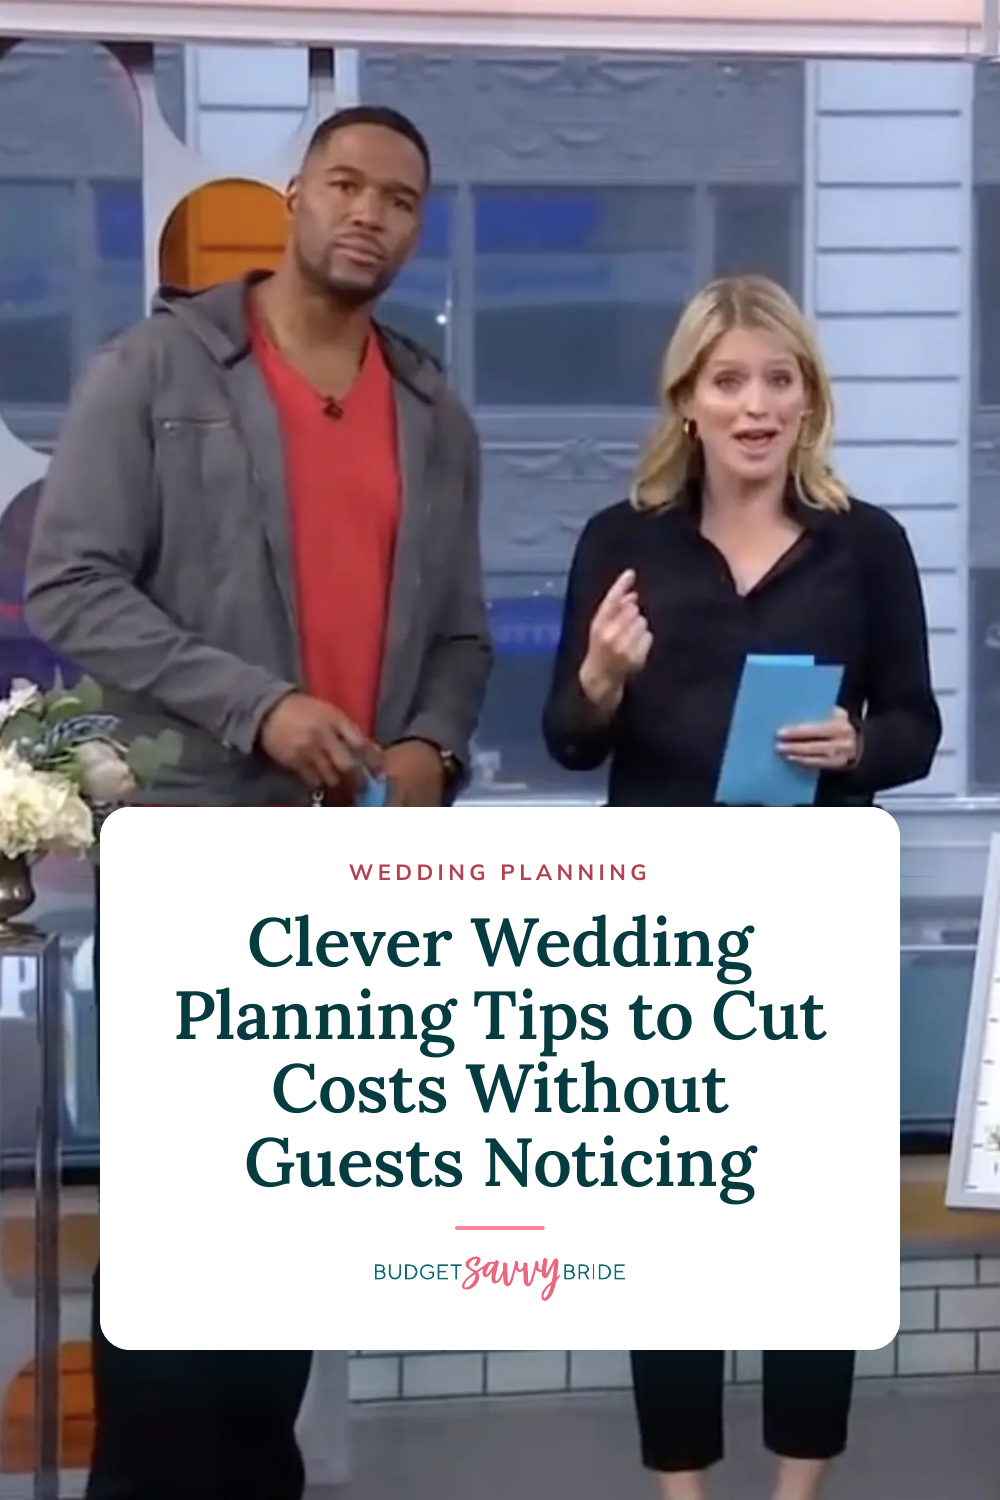 WEDDING PLANNING
Clever Wedding
Planning Tips to Cut
Costs Without
Guests Noticing
BUDGET savvy BRIDE